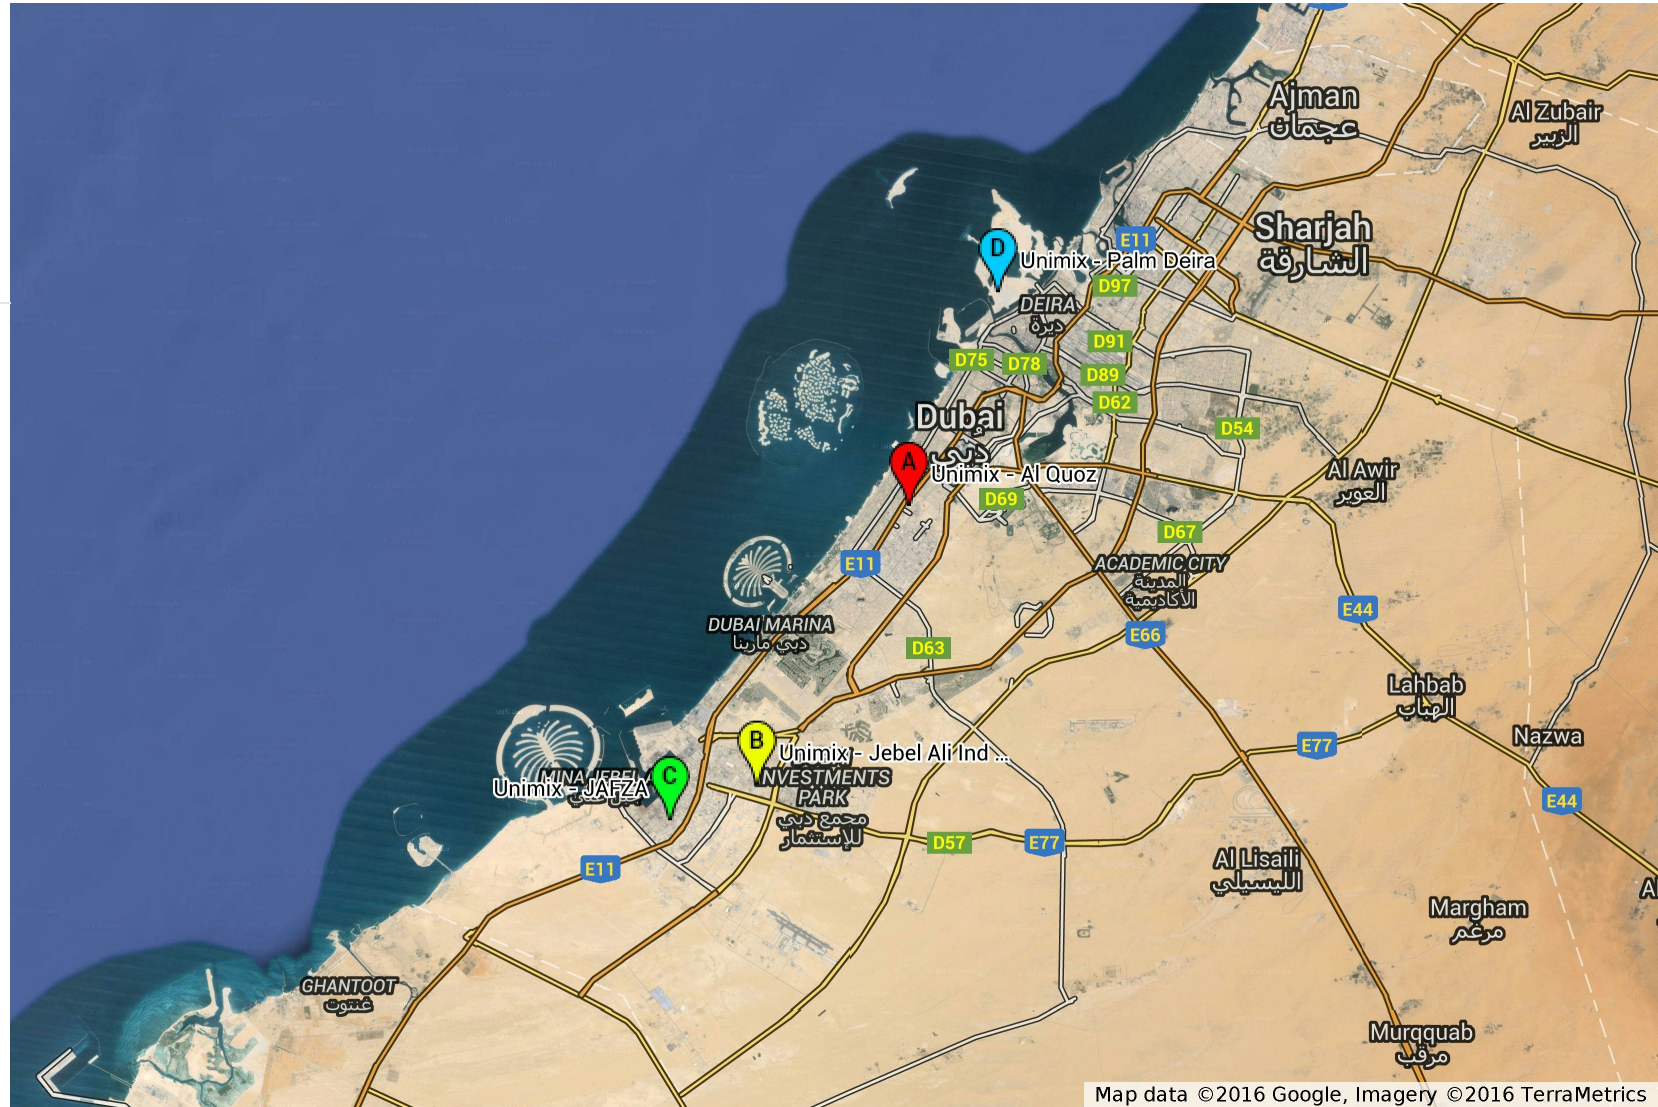 Ajman
عجمان
Al Zubair
الزبير
Sharjah
الشارقة
E11
D
Unimix - Palm Deira
D97
DEIRA
ديرة
D91
D75
D78
D89
D62
Dubai
دُبي
D54
A
Unimix - Al Quoz
Al Awir
العوير
D69
D67
E11
ACADEMIC CITY
المدينة
الأكاديمية
E44
DUBAI MARINA
دبي مارينا
E66
D63
Lahbab
الهباب
B
Unimix - Jebel Ali Ind ...
E77
Nazwa
C
Unimix - JAFZA
NVESTMENTS
PARK
مجمع دبي
للإستثمار
E44
D57
E77
E11
Al Lisaili
الليسيلي
Margham
مرغم
GHANTOOT
غنتوت
Murqquab
مرقب
Map data ©2016 Google, Imagery ©2016 TerraMetrics